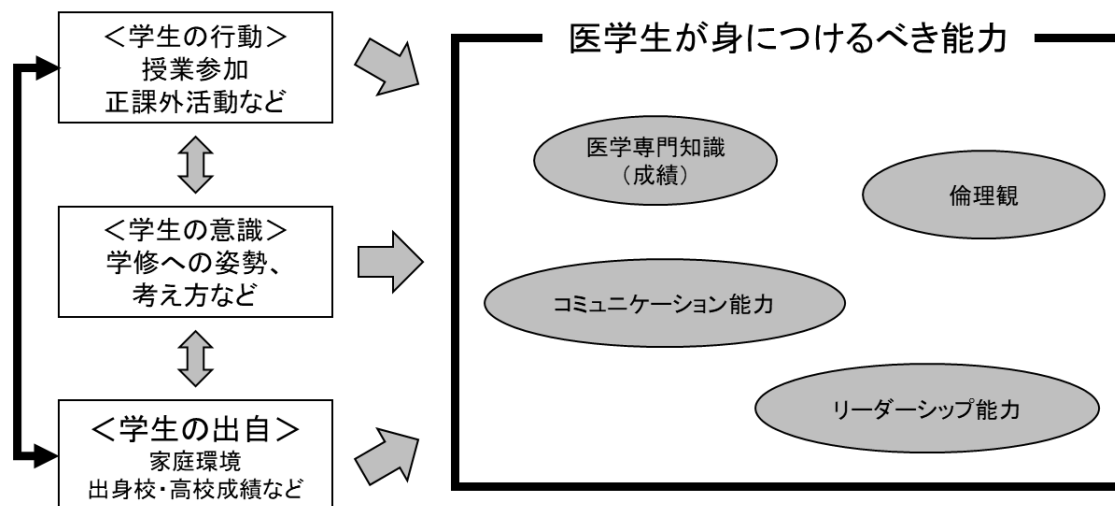 ＜学生の行動＞
授業参加
正課外活動など
＜学生の意識＞
学修への姿勢、
考え方など
＜学生の出自＞
家庭環境
出身校・高校成績など
医学生が身につけるべき能力
医学専門知識
（成績）
倫理観
コミュニケーション能力
リーダーシップ能力